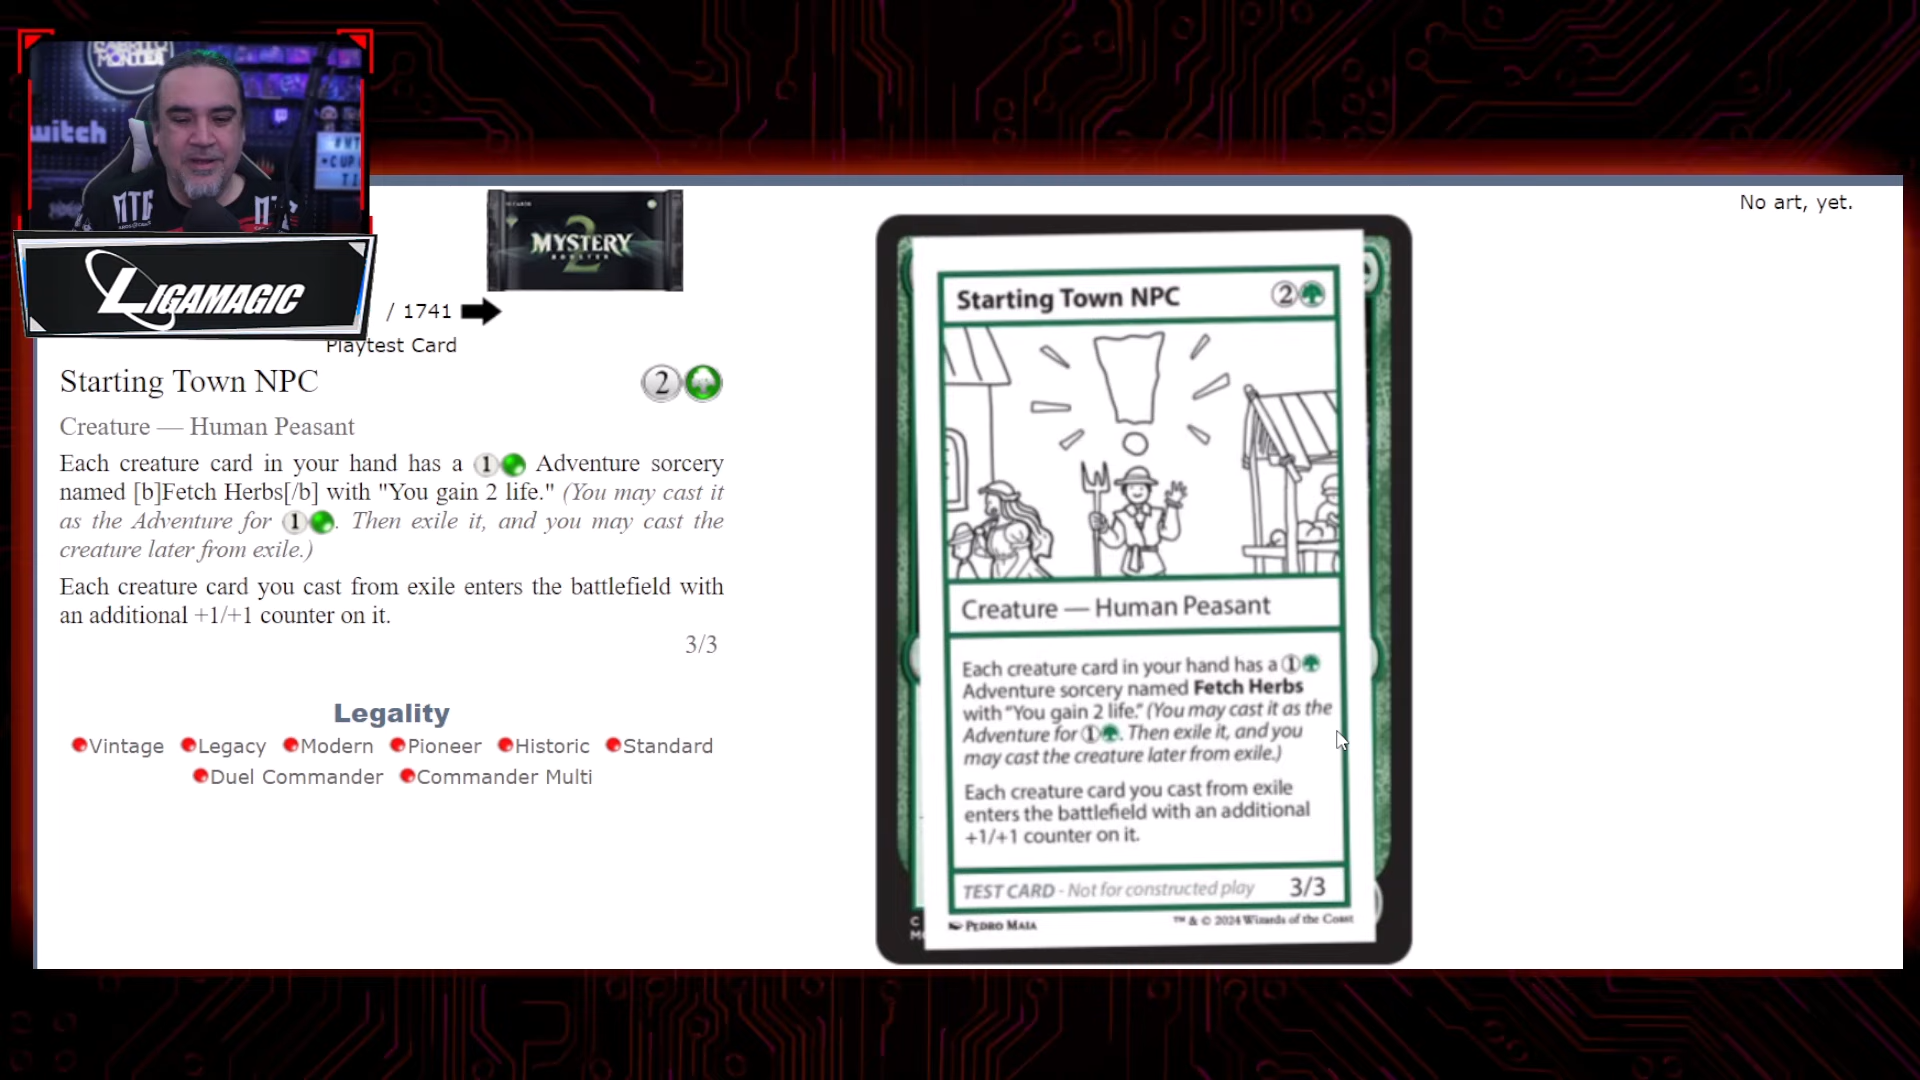 GABRITO
MONTEA
witch
MTG
LIGAMAGIC
MYSTERY
2
BOOSTER
/ 1741
Playtest Card
Starting Town NPC 2
Creature — Human Peasant
Each creature card in your hand has a 1 Adventure sorcery
named [b]Fetch Herbs[/b] with "You gain 2 life." (You may cast it
as the Adventure for 1 . Then exile it, and you may cast the
creature later from exile.)
Each creature card you cast from exile enters the battlefield with
an additional +1/+1 counter on it.
3/3
Legality
Vintage Legacy Modern Pioneer Historic Standard
Duel Commander Commander Multi
No art, yet.
Starting Town NPC 2
Creature — Human Peasant
Each creature card in your hand has a 1
Adventure sorcery named Fetch Herbs
with "You gain 2 life." (You may cast it as the
Adventure for 1 . Then exile it, and you
may cast the creature later from exile.)
Each creature card you cast from exile
enters the battlefield with an additional
+1/+1 counter on it.
TEST CARD - Not for constructed play 3/3
PEDRO MAIA ™ & © 2024 Wizards of the Coast